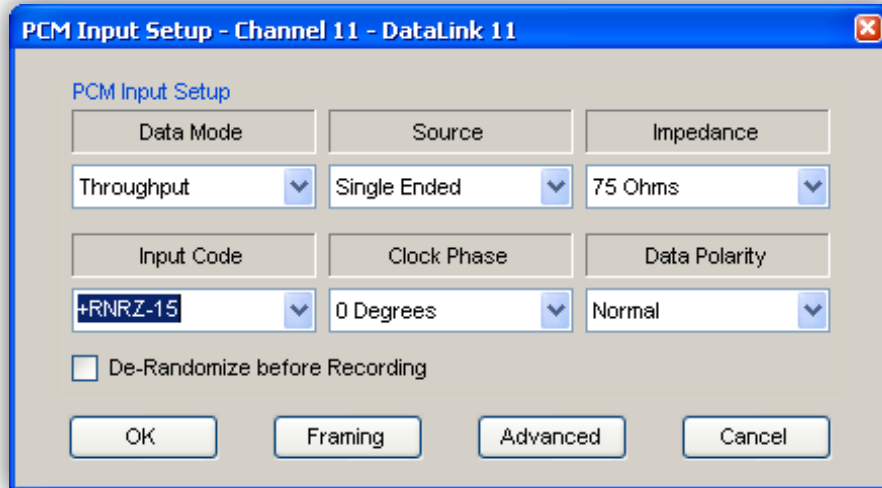 PCM Input Setup - Channel 11 - DataLink 11
PCM Input Setup
Data Mode Source Impedance
Throughput Single Ended 75 Ohms
Input Code Clock Phase Data Polarity
+RNRZ-15 0 Degrees Normal
De-Randomize before Recording
OK Framing Advanced Cancel